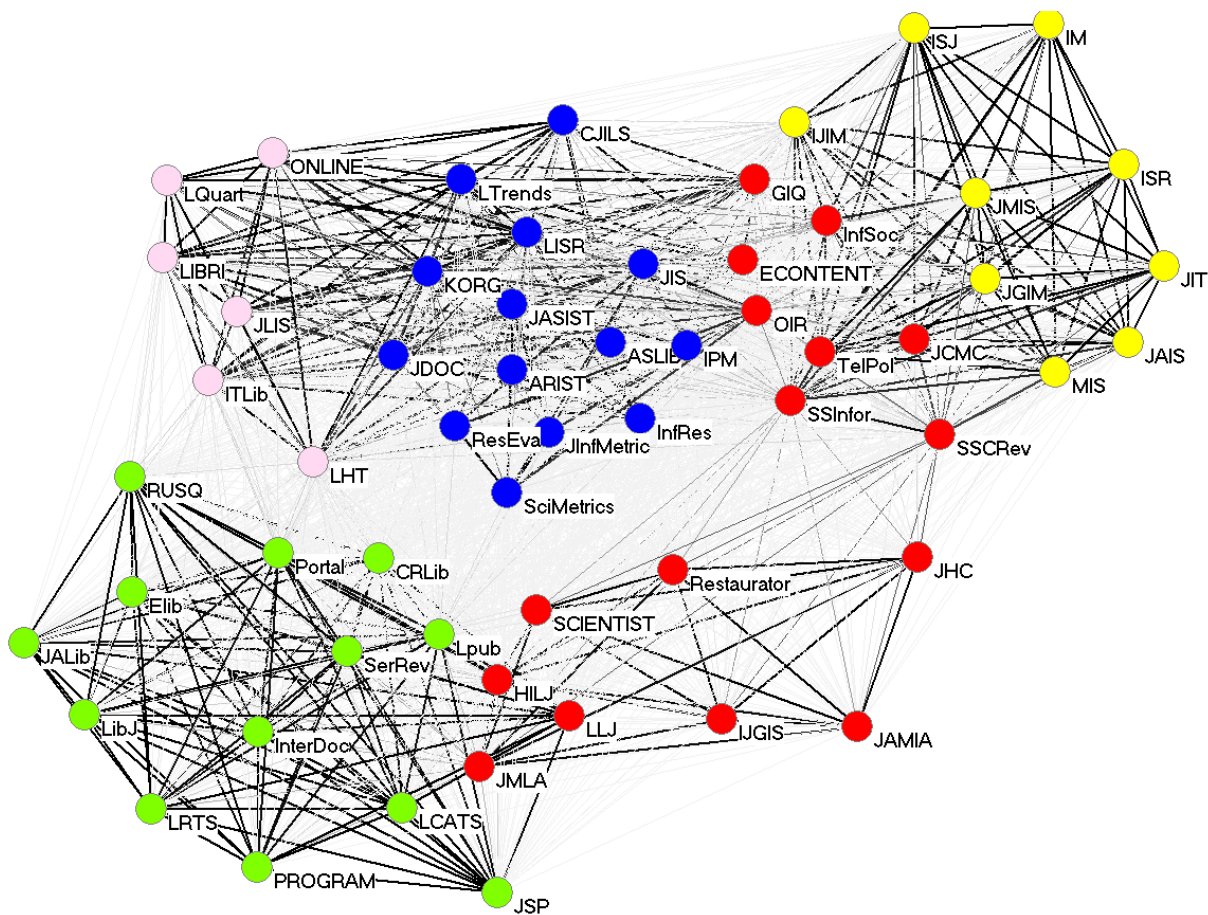 ISJ
IM
CJILS
IJIM
ONLINE
LQuart
LTrends
GIQ
ISR
JMIS
InfSoc
LISR
LIBRI
KORG
JIS
ECONTENT
JIT
JGIM
JLIS
JASIST
OIR
JCMC
JAIS
ASLIB
IPM
TelPol
JDOC
ARIST
MIS
ITLib
SSInfor
InfRes
ResEval
JInfMetric
SSCRev
LHT
RUSQ
SciMetrics
Portal
CRLib
JHC
Restaurator
Elib
SCIENTIST
JALib
SerRev
Lpub
HILJ
LibJ
LLJ
IJGIS
JAMIA
InterDoc
JMLA
LRTS
LCATS
PROGRAM
JSP